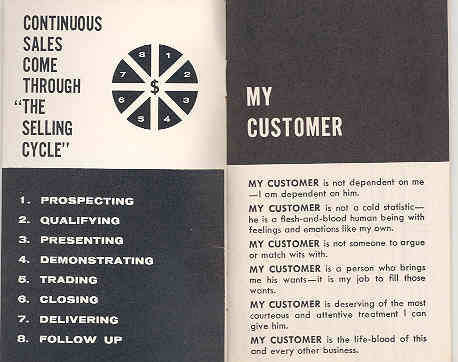 CONTINUOUS
SALES
COME
THROUGH
"THE
SELLING
CYCLE"
8 1
7 2
$
6 3
5 4
1. PROSPECTING
2. QUALIFYING
3. PRESENTING
4. DEMONSTRATING
5. TRADING
6. CLOSING
7. DELIVERING
8. FOLLOW UP
MY
CUSTOMER
MY CUSTOMER is not dependent on me
—I am dependent on him.
MY CUSTOMER is not a cold statistic—
he is a flesh-and-blood human being with
feelings and emotions like my own.
MY CUSTOMER is not someone to argue
or match wits with.
MY CUSTOMER is a person who brings
me his wants—it is my job to fill those
wants.
MY CUSTOMER is deserving of the most
courteous and attentive treatment I can
give him.
MY CUSTOMER is the life-blood of this
and every other business.